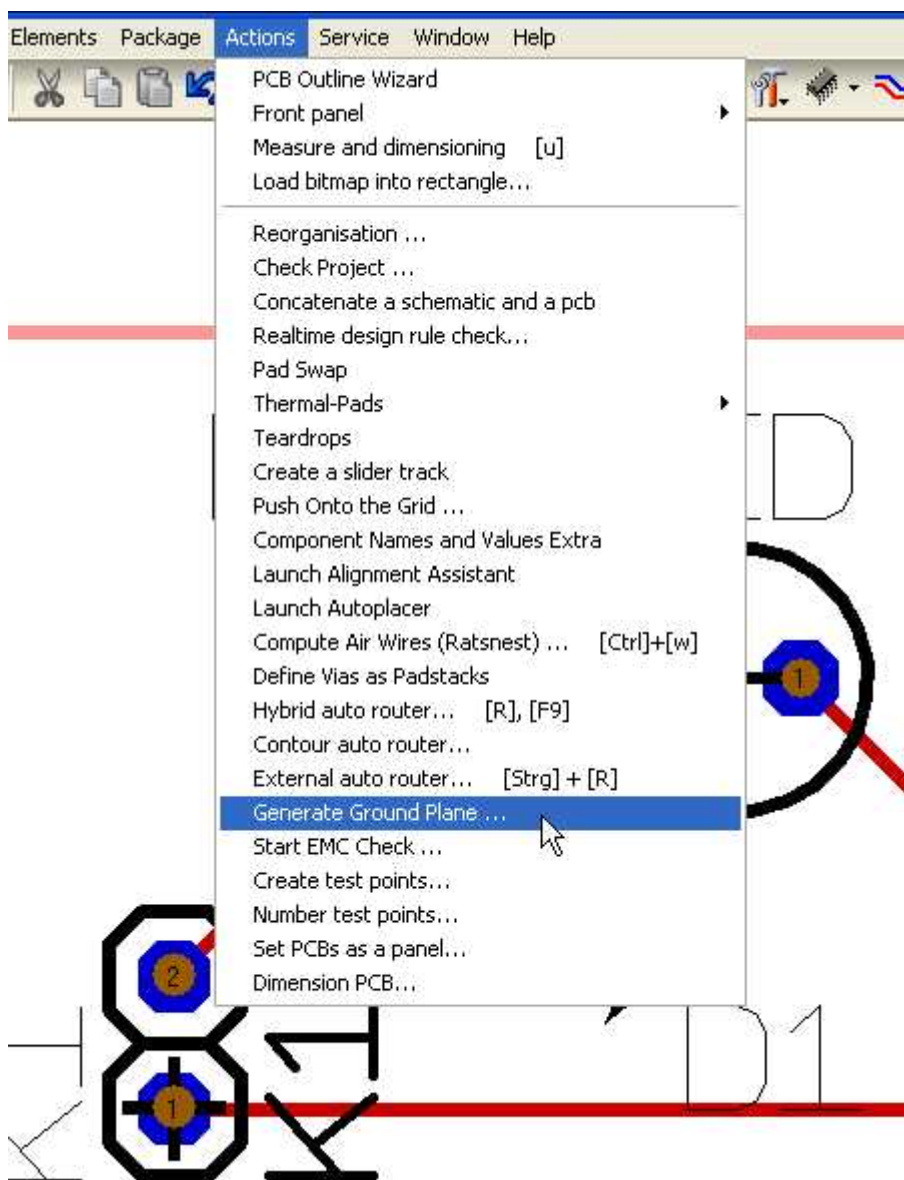 Elements Package Actions Service Window Help
PCB Outline Wizard
Front panel
Measure and dimensioning [u]
Load bitmap into rectangle...
Reorganisation ...
Check Project ...
Concatenate a schematic and a pcb
Realtime design rule check...
Pad Swap
Thermal-Pads
Teardrops
Create a slider track
Push Onto the Grid ...
D
Component Names and Values Extra
Launch Alignment Assistant
Launch Autoplacer
Compute Air Wires (Ratsnest) ... [Ctrl]+[w]
Define Vias as Padstacks
1
Hybrid auto router... [R], [F9]
Contour auto router...
External auto router... [Strg] + [R]
Generate Ground Plane ...
Start EMC Check ...
Create test points...
Number test points...
Set PCBs as a panel...
2
Dimension PCB...
K1
D1
1